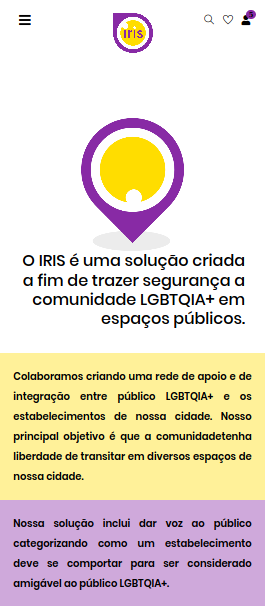 iris
O IRIS é uma solução criada
a fim de trazer segurança a
comunidade LGBTQIA+ em
espaços públicos.
Colaboramos criando uma rede de apoio e de
integração entre público LGBTQIA+ e os
estabelecimentos de nossa cidade. Nosso
principal objetivo é que a comunidadetenha
liberdade de transitar em diversos espaços de
nossa cidade.
Nossa solução inclui dar voz ao público
categorizando como um estabelecimento
deve se comportar para ser considerado
amigável ao público LGBTQIA+.